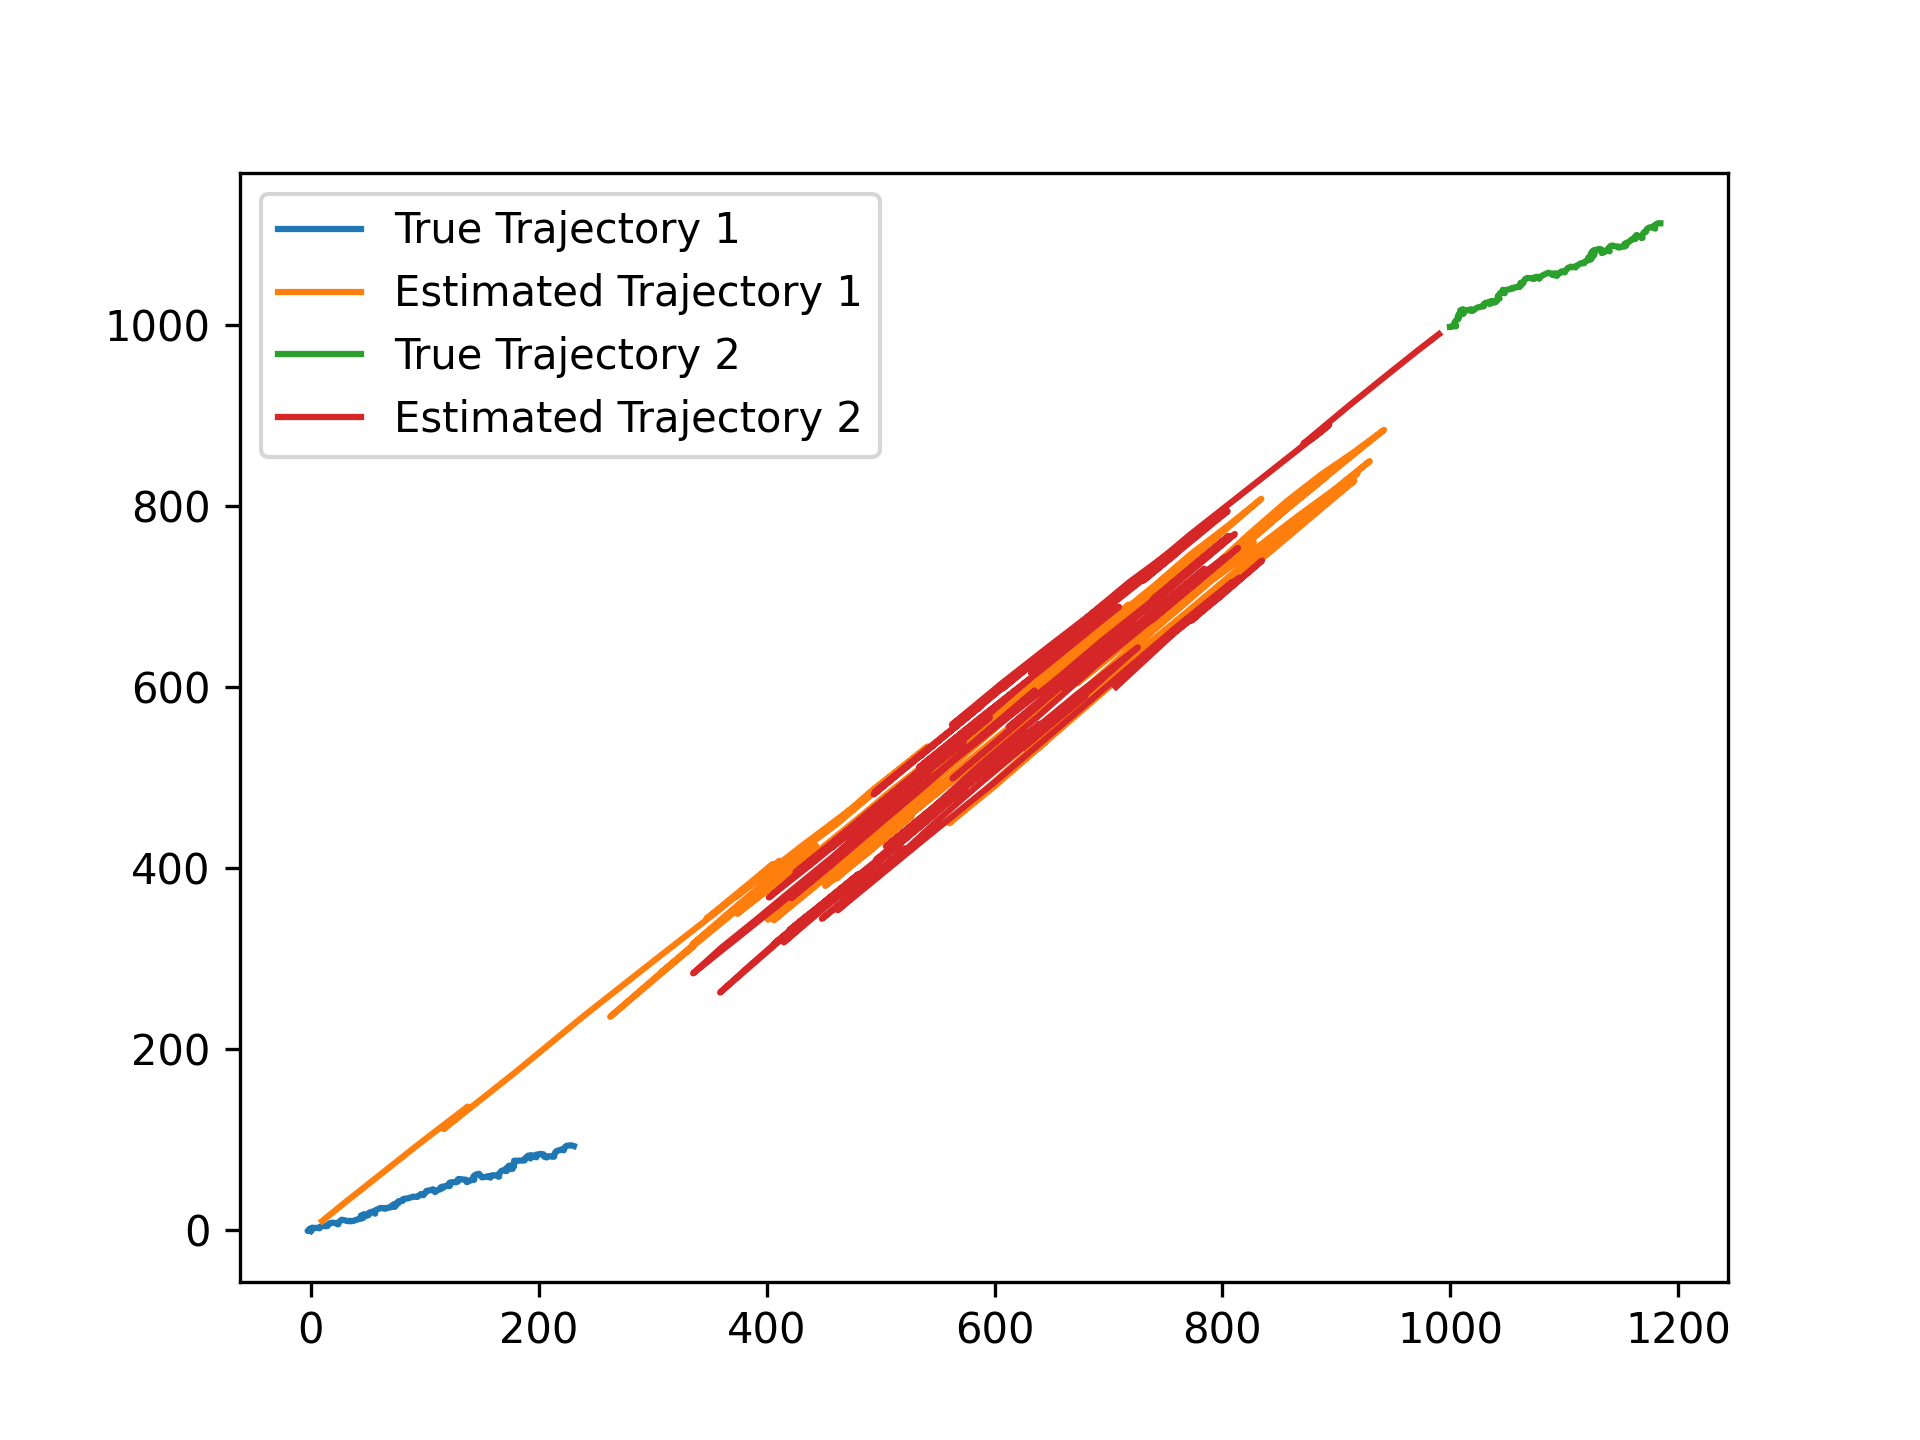 True Trajectory 1
Estimated Trajectory 1
True Trajectory 2
Estimated Trajectory 2
1000
800
600
400
200
0
0 200 400 600 800 1000 1200